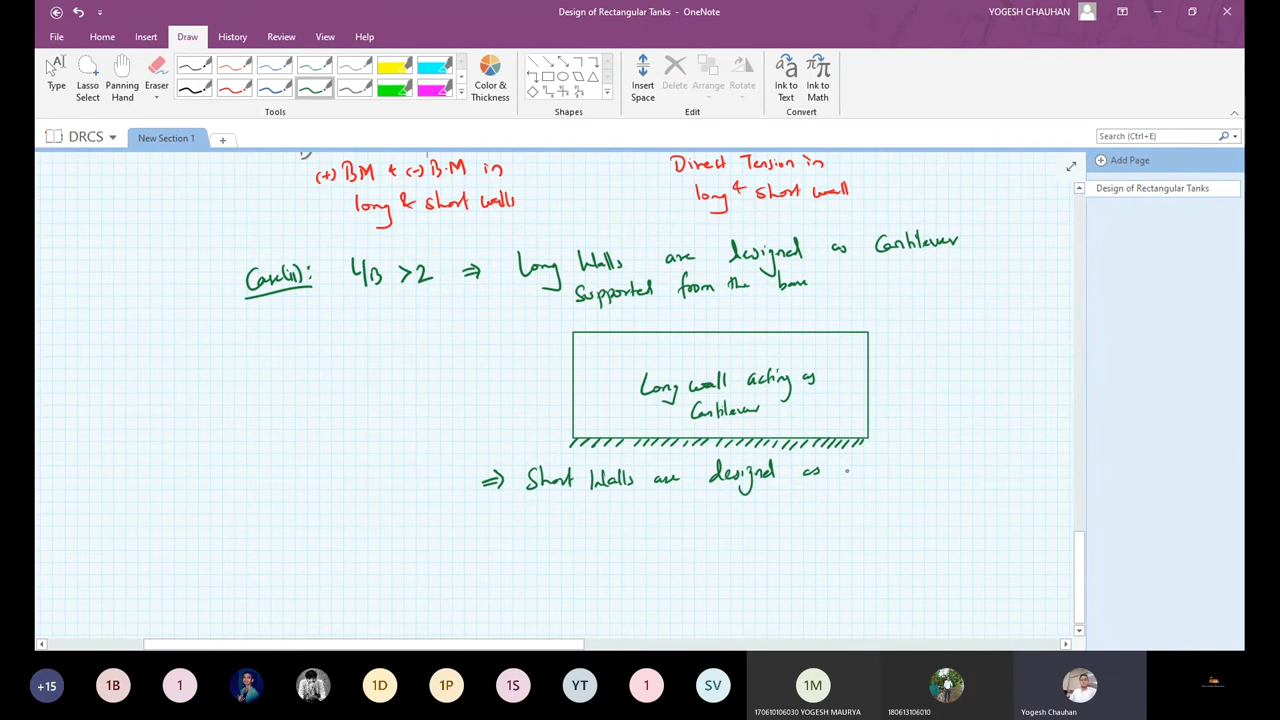 Design of Rectangular Tanks - OneNote
YOGESH CHAUHAN
File Home Insert Draw History Review View Help
Type
Lasso Select
Panning Hand
Eraser
Color & Thickness
Insert Space
Delete
Arrange
Rotate
Ink to Text
Ink to Math
Tools
Shapes
Edit
Convert
DRCS
New Section 1
Search (Ctrl+E)
Add Page
Design of Rectangular Tanks
(+) BM & (-) B.M in
long & short walls
Direct Tension in
long & short wall
Case(ii): L/B >2 ⇒ Long Walls are designed as Cantilever
supported from the base
Long wall acting as
Cantilever
⇒ Short Walls are designed as
+15
1B
1
1D
1P
1S
YT
1
SV
1M
170610106030 YOGESH MAURYA
180613106010
Yogesh Chauhan